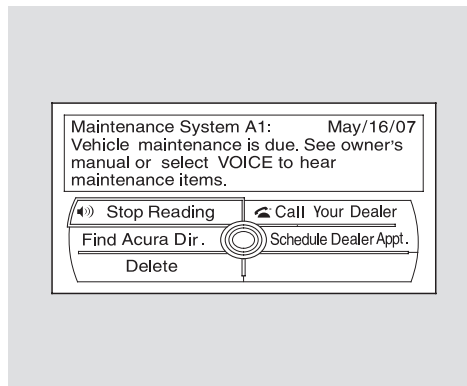 Maintenance System A1: May/16/07
Vehicle maintenance is due. See owner's
manual or select VOICE to hear
maintenance items.
Stop Reading
Call Your Dealer
Find Acura Dir.
Schedule Dealer Appt.
Delete